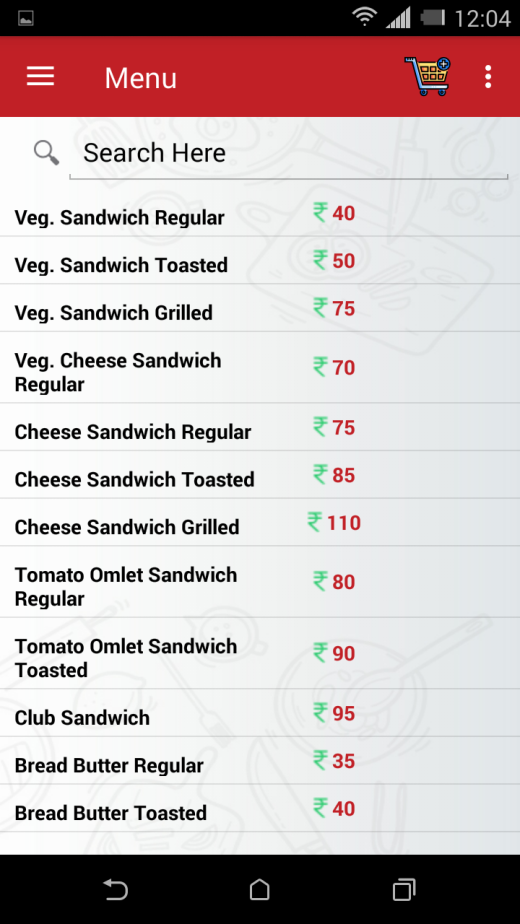 12:04
Menu
Search Here
Veg. Sandwich Regular ₹ 40
Veg. Sandwich Toasted ₹ 50
Veg. Sandwich Grilled ₹ 75
Veg. Cheese Sandwich
Regular ₹ 70
Cheese Sandwich Regular ₹ 75
Cheese Sandwich Toasted ₹ 85
Cheese Sandwich Grilled ₹ 110
Tomato Omlet Sandwich
Regular ₹ 80
Tomato Omlet Sandwich
Toasted ₹ 90
Club Sandwich ₹ 95
Bread Butter Regular ₹ 35
Bread Butter Toasted ₹ 40